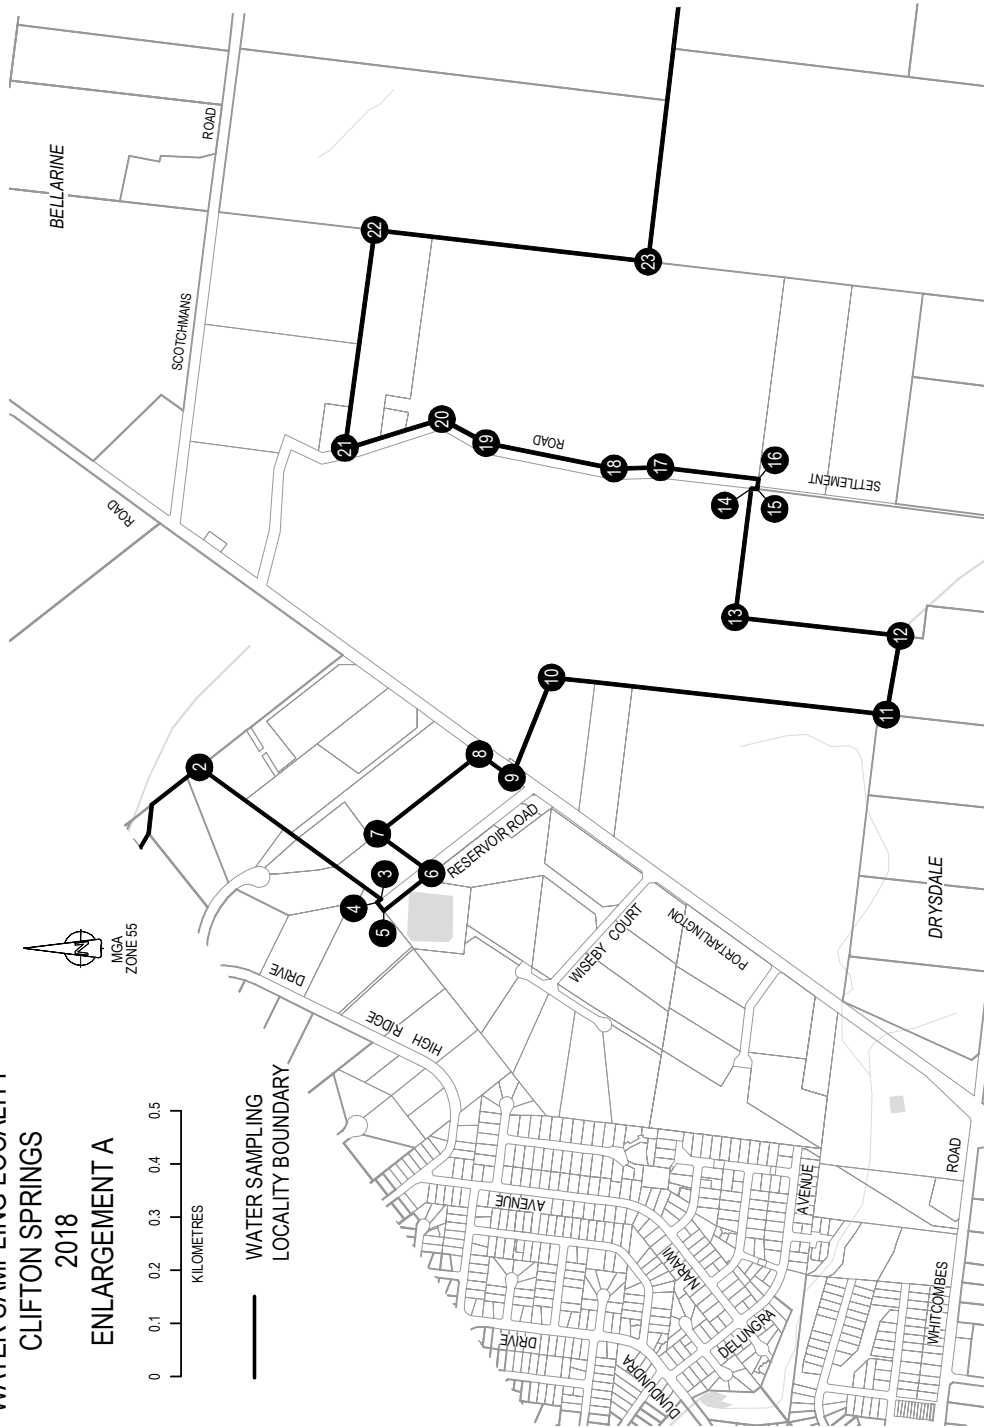 WATER SAMPLING LOCALITY
CLIFTON SPRINGS
2018
ENLARGEMENT A
0 0.1 0.2 0.3 0.4 0.5
KILOMETRES
WATER SAMPLING
LOCALITY BOUNDARY
MGA
ZONE 55
N
BELLARINE
SCOTCHMANS
ROAD
ROAD
2
3
4
5
6
7
8
9
10
11
12
13
14
15
16
17
18
19
20
21
22
23
ROAD
SETTLEMENT
RESERVOIR ROAD
WISEBY COURT
PORTARLINGTON
HIGH RIDGE
DRIVE
DRYSDALE
AVENUE
NARAWI
AVENUE
DELUNGRA
DRIVE
DUNDUNDRA
WHITCOMBES
ROAD